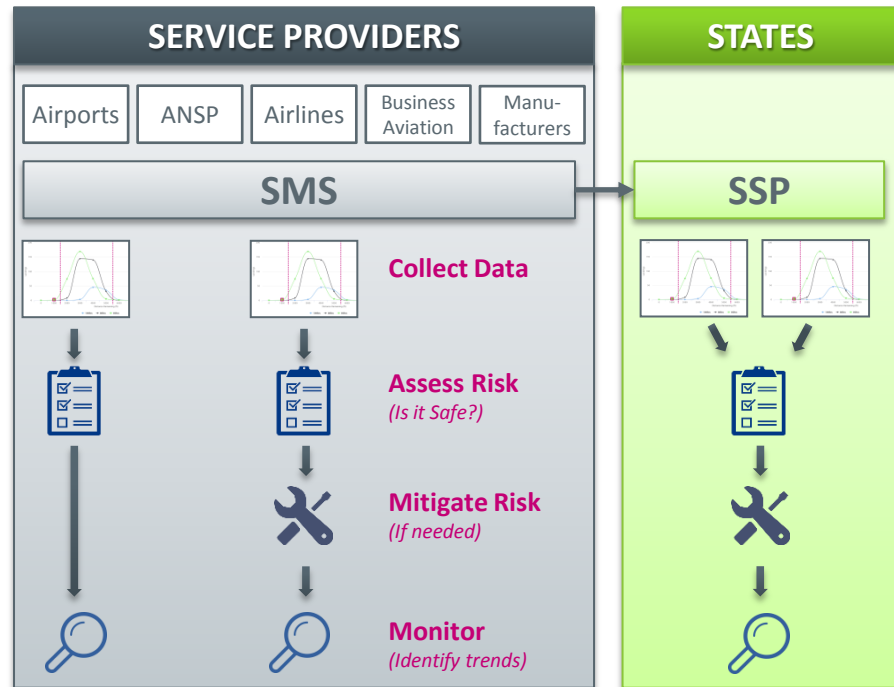 SERVICE PROVIDERS
STATES
Airports
ANSP
Airlines
Business
Aviation
Manu-
facturers
SMS
SSP
Collect Data
Assess Risk
(Is it Safe?)
Mitigate Risk
(If needed)
Monitor
(Identify trends)